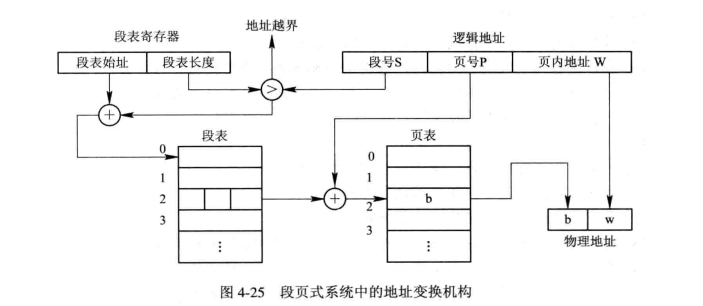 地址越界
段表寄存器 逻辑地址
段表始址 段表长度 > 段号S 页号P 页内地址 W
+
段表 页表
0 0
1 1
2 + 2 b
3 3
⋮ ⋮
b w
物理地址
图 4-25 段页式系统中的地址变换机构